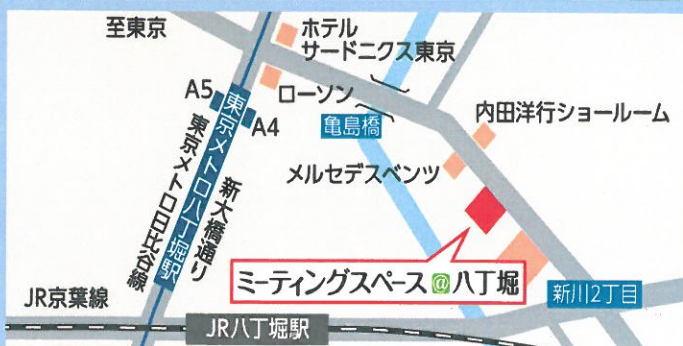 至東京
ホテル
サードニクス東京
A5
ローソン
A4
亀島橋
内田洋行ショールーム
メルセデスベンツ
東京メトロ八丁堀駅
新大橋通り
東京メトロ日比谷線
ミーティングスペース@八丁堀
新川2丁目
JR京葉線
JR八丁堀駅